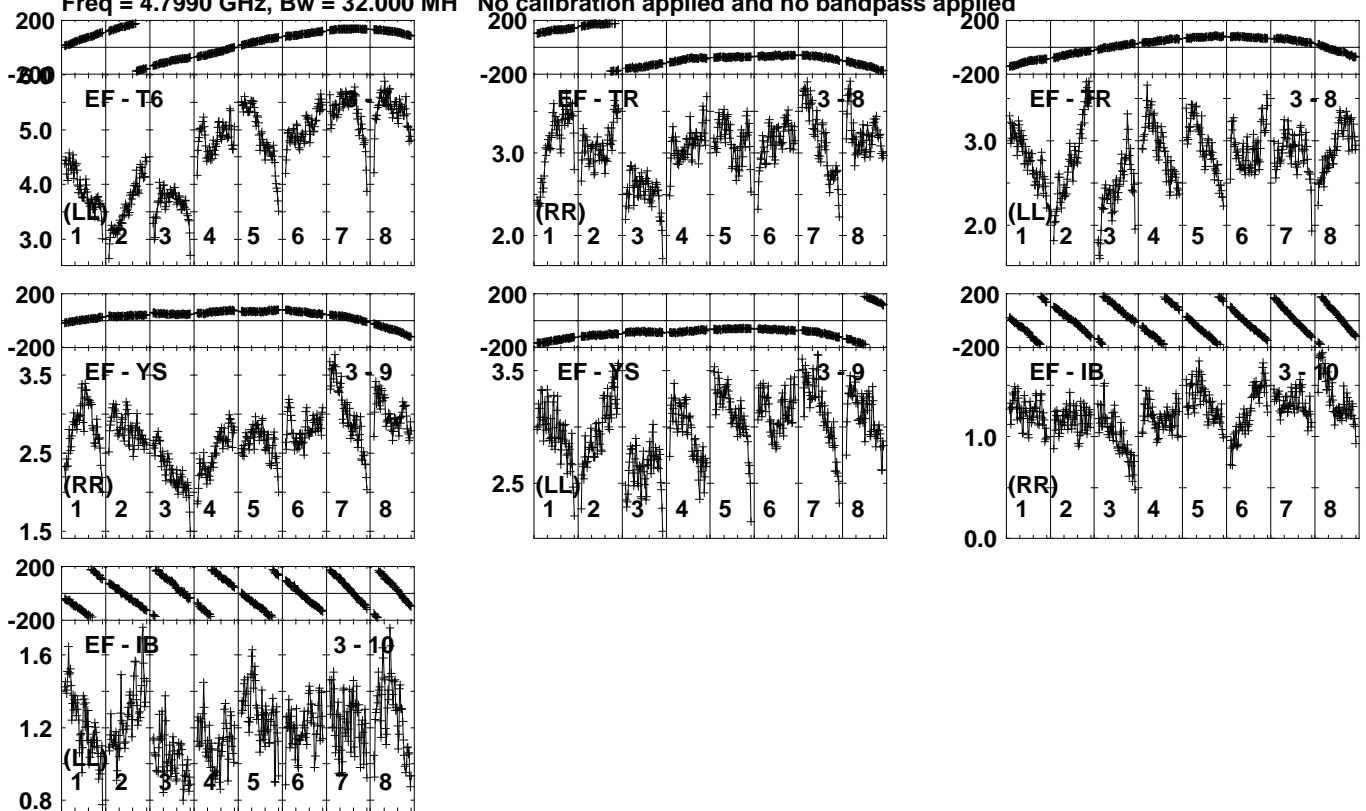 Freq = 4.7990 GHz, Bw = 32.000 MH No calibration applied and no bandpass applied
200
-200
6.0
5.0
4.0
3.0
EF - T6
(LL)
1 2 3 4 5 6 7 8
200
-200
3.0
2.0
EF - TR
3 - 8
(RR)
1 2 3 4 5 6 7 8
200
-200
3.0
2.0
EF - TR
3 - 8
(LL)
1 2 3 4 5 6 7 8
200
-200
3.5
2.5
1.5
EF - YS
3 - 9
(RR)
1 2 3 4 5 6 7 8
200
-200
3.5
2.5
EF - YS
3 - 9
(LL)
1 2 3 4 5 6 7 8
200
-200
1.0
0.0
EF - IB
3 - 10
(RR)
1 2 3 4 5 6 7 8
200
-200
1.6
1.2
0.8
EF - IB
3 - 10
(LL)
1 2 3 4 5 6 7 8